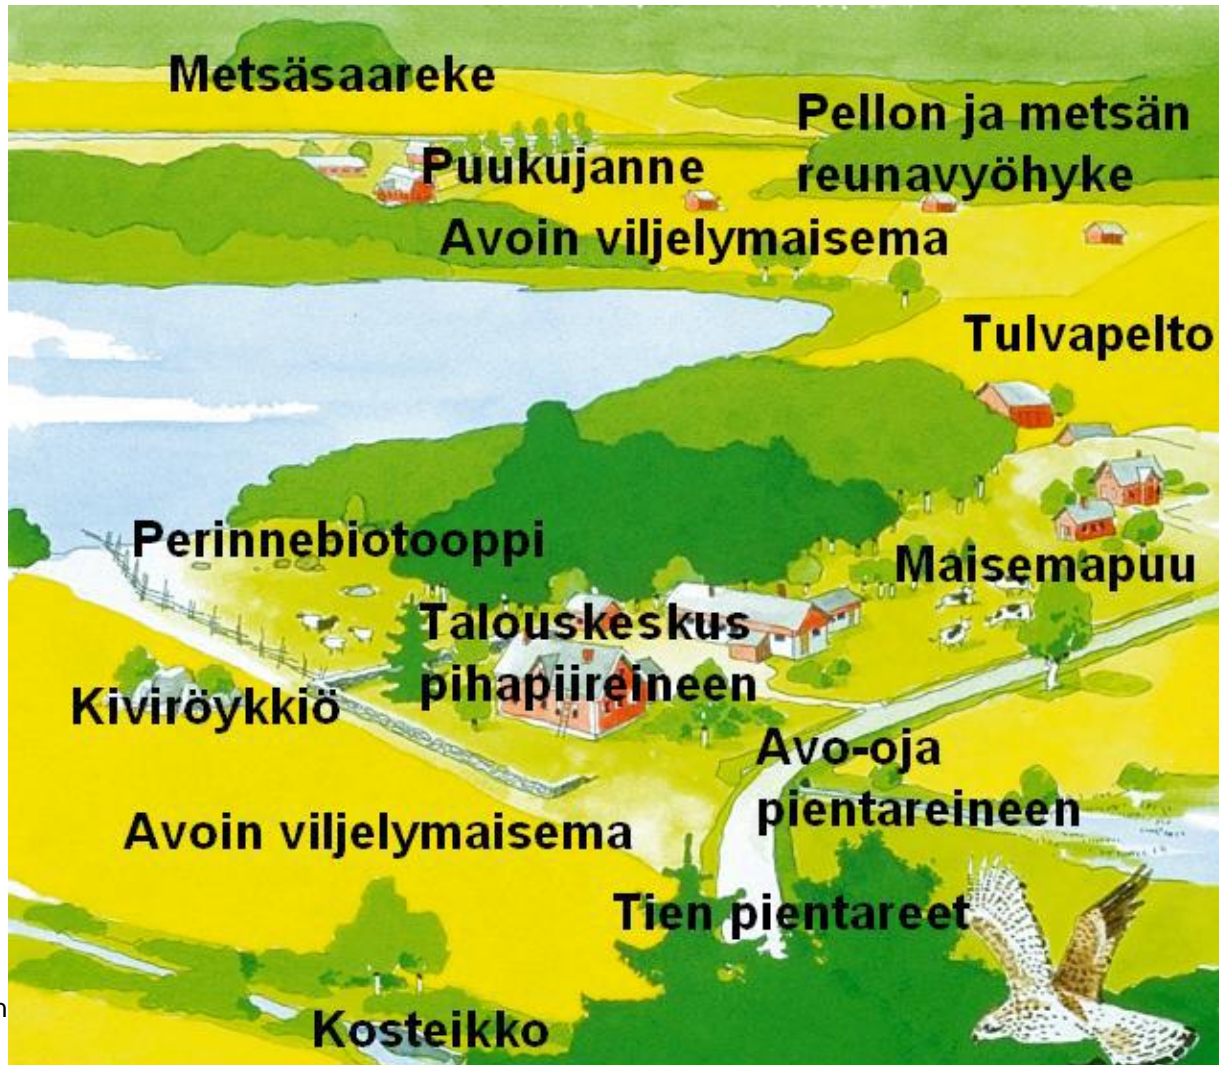 Metsäsaareke
Pellon ja metsän
reunavyöhyke
Puukujanne
Avoin viljelymaisema
Tulvapelto
Perinnebiotooppi
Maisemapuu
Talouskeskus
pihapiireineen
Kiviröykkiö
Avo-oja
pientareineen
Avoin viljelymaisema
Tien pientareet
n
Kosteikko